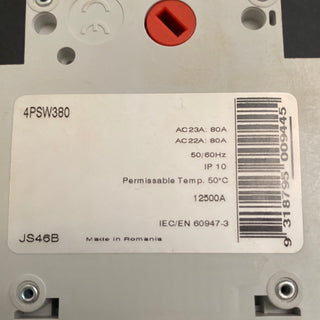 CE
4PSW380
AC23A: 80A
AC22A: 80A
50/60Hz
IP 10
Permissable Temp. 50°C
12500A
IEC/EN 60947-3
JS46B
Made in Romania
9 318795 009445